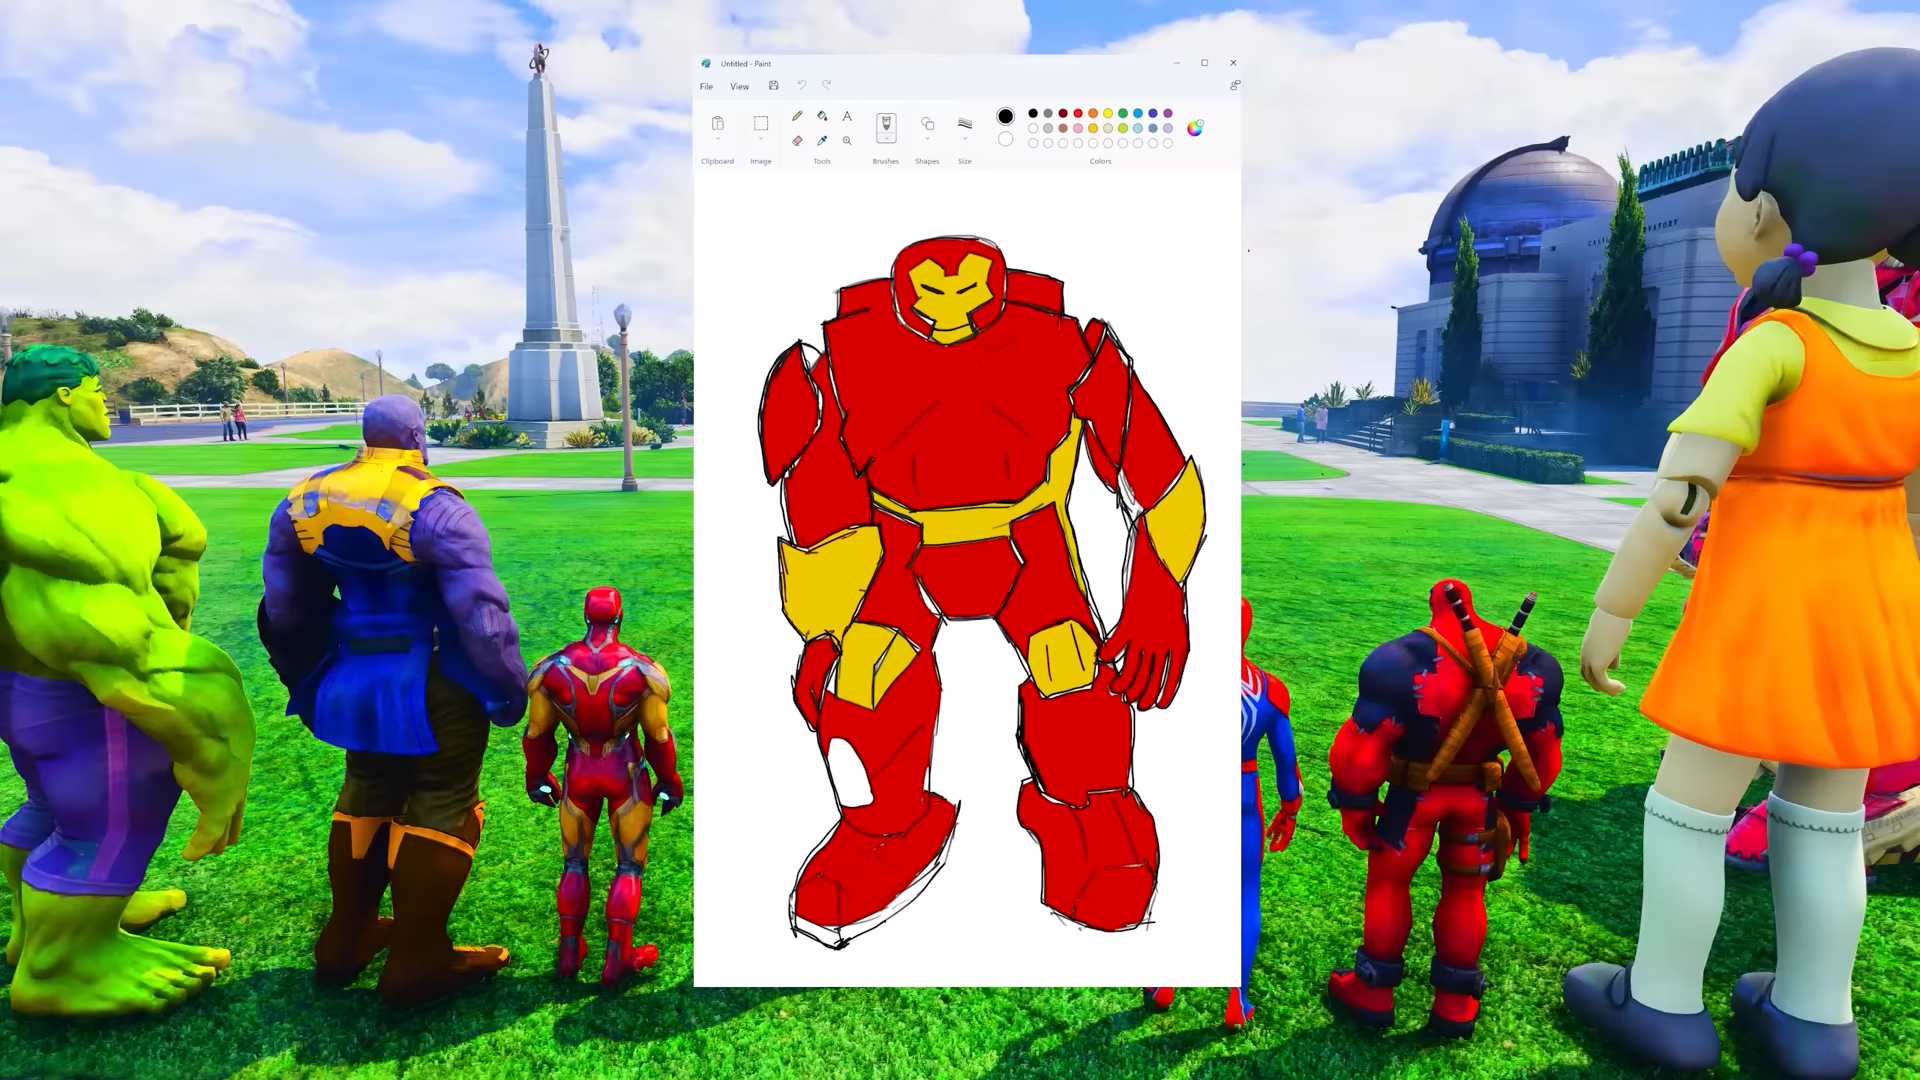 Untitled - Paint
File View
A
Clipboard Image Tools Brushes Shapes Size Colors